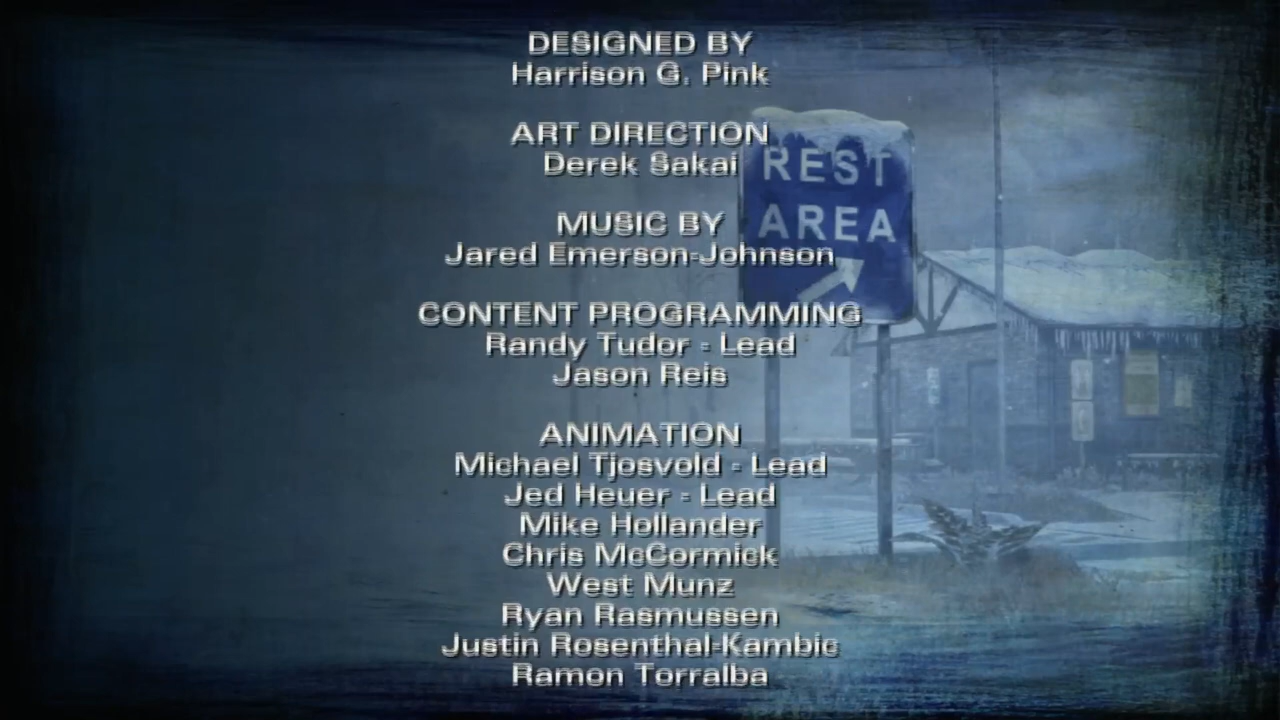 DESIGNED BY
Harrison G. Pink
ART DIRECTION
Derek Sakai
MUSIC BY
Jared Emerson-Johnson
CONTENT PROGRAMMING
Randy Tudor - Lead
Jason Reis
ANIMATION
Michael Tjosvold - Lead
Jed Heuer - Lead
Mike Hollander
Chris McCormick
West Munz
Ryan Rasmussen
Justin Rosenthal-Kambic
Ramon Torralba
REST
AREA